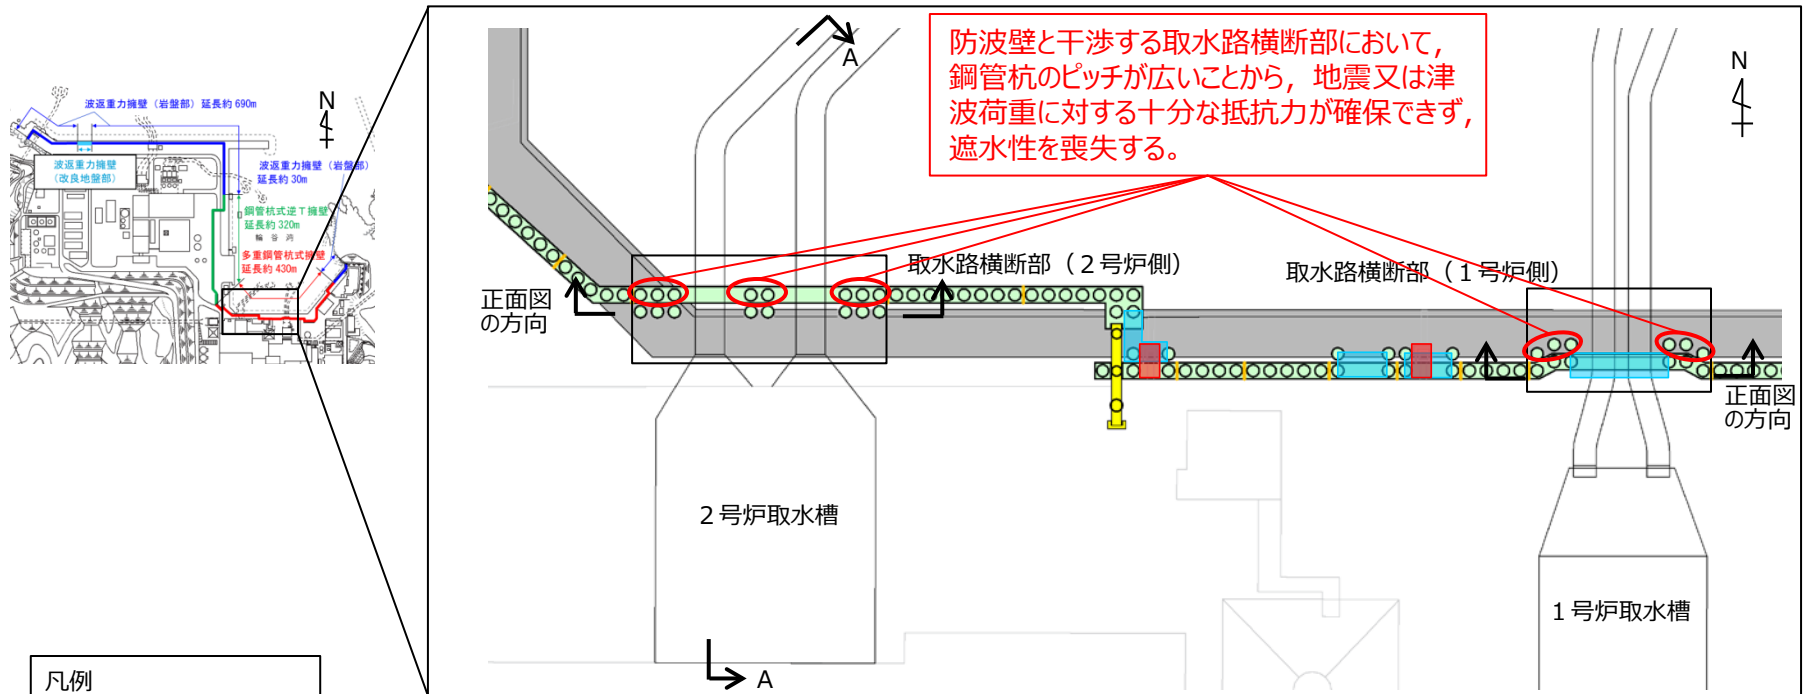 波返重力擁壁（岩盤部）延長約690m
N
波返重力擁壁
（改良地盤部）
波返重力擁壁（岩盤部）
延長約30m
鋼管杭式逆T擁壁
延長約320m
輪谷湾
多重鋼管杭式擁壁
延長約430m
凡例
A
防波壁と干渉する取水路横断部において，
鋼管杭のピッチが広いことから，地震又は津
波荷重に対する十分な抵抗力が確保できず，
遮水性を喪失する。
N
取水路横断部（２号炉側）
取水路横断部（１号炉側）
正面図
の方向
正面図
の方向
２号炉取水槽
１号炉取水槽
A